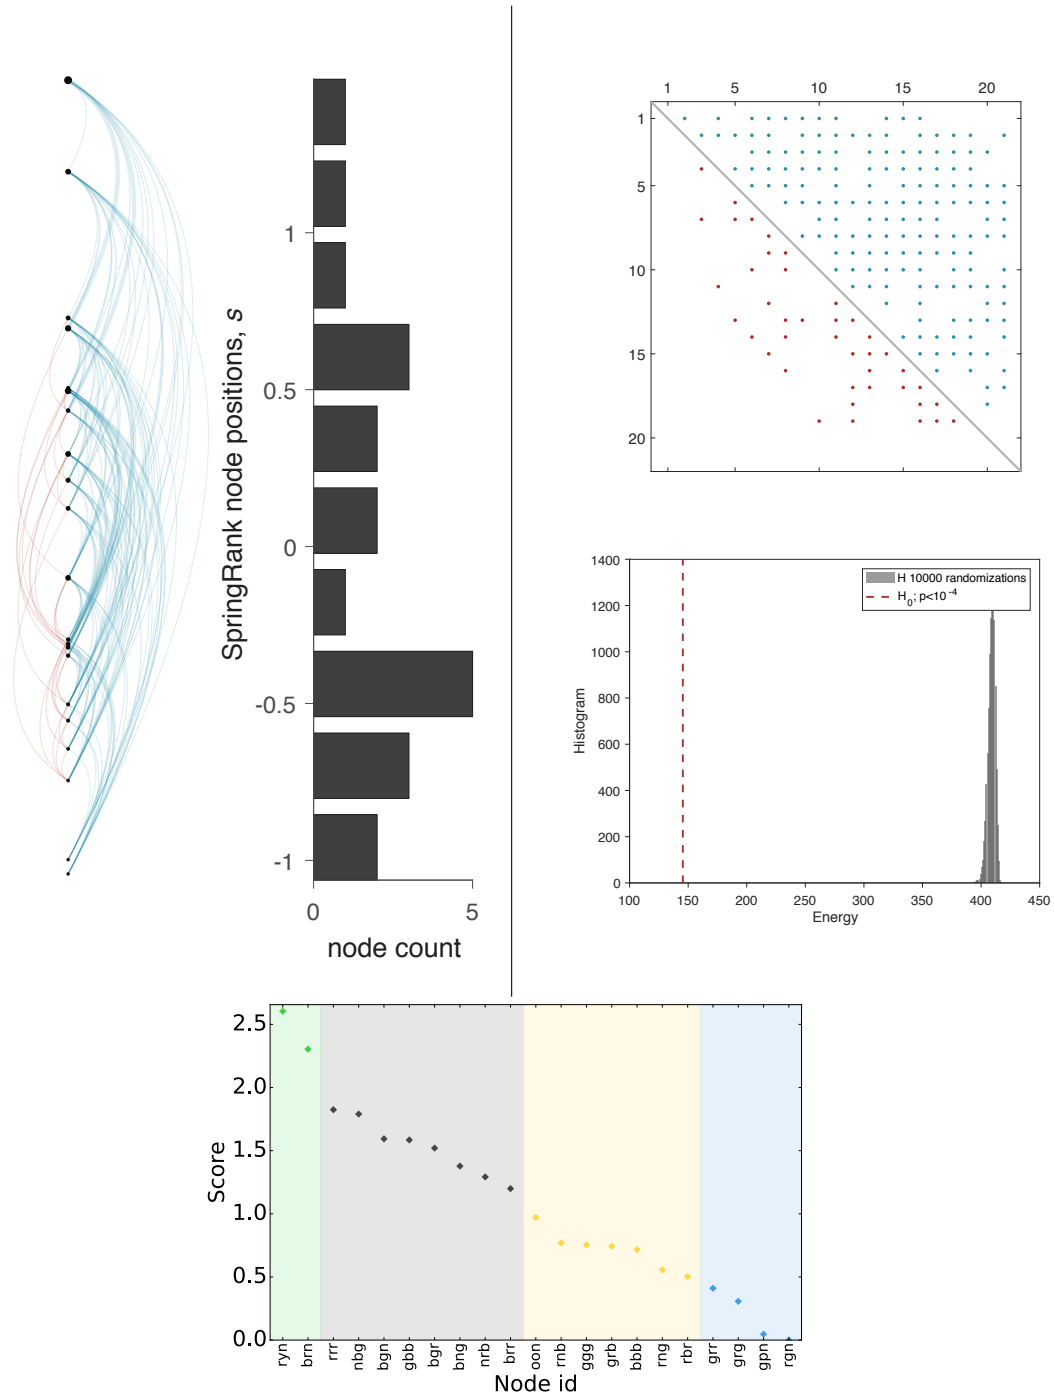 SpringRank node positions, s
1
0.5
0
-0.5
-1
0 5
node count
1 5 10 15 20
1
5
10
15
20
1400
1200
1000
800
600
400
200
0
Histogram
H 10000 randomizations
H0; p<10-4
100 150 200 250 300 350 400 450
Energy
2.5
2.0
1.5
1.0
0.5
0.0
Score
ryn brn rrr nbg bgn gbb bgr bng nrb brr oon rnb ggg grb bbb rng rbr grr grg gpn rgn
Node id